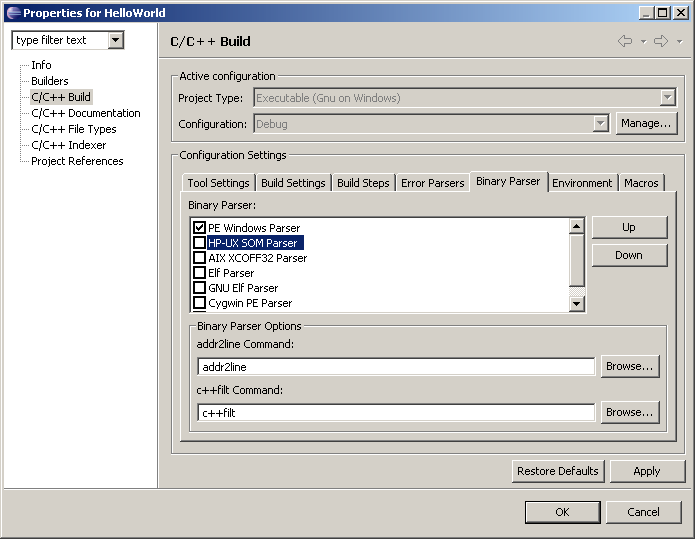 Properties for HelloWorld
type filter text
Info
Builders
C/C++ Build
C/C++ Documentation
C/C++ File Types
C/C++ Indexer
Project References
C/C++ Build
Active configuration
Project Type: Executable (Gnu on Windows)
Configuration: Debug Manage...
Configuration Settings
Tool Settings Build Settings Build Steps Error Parsers Binary Parser Environment Macros
Binary Parser:
PE Windows Parser
HP-UX SOM Parser
AIX XCOFF32 Parser
Elf Parser
GNU Elf Parser
Cygwin PE Parser
Up
Down
Binary Parser Options
addr2line Command:
addr2line Browse...
c++filt Command:
c++filt Browse...
Restore Defaults Apply
OK Cancel